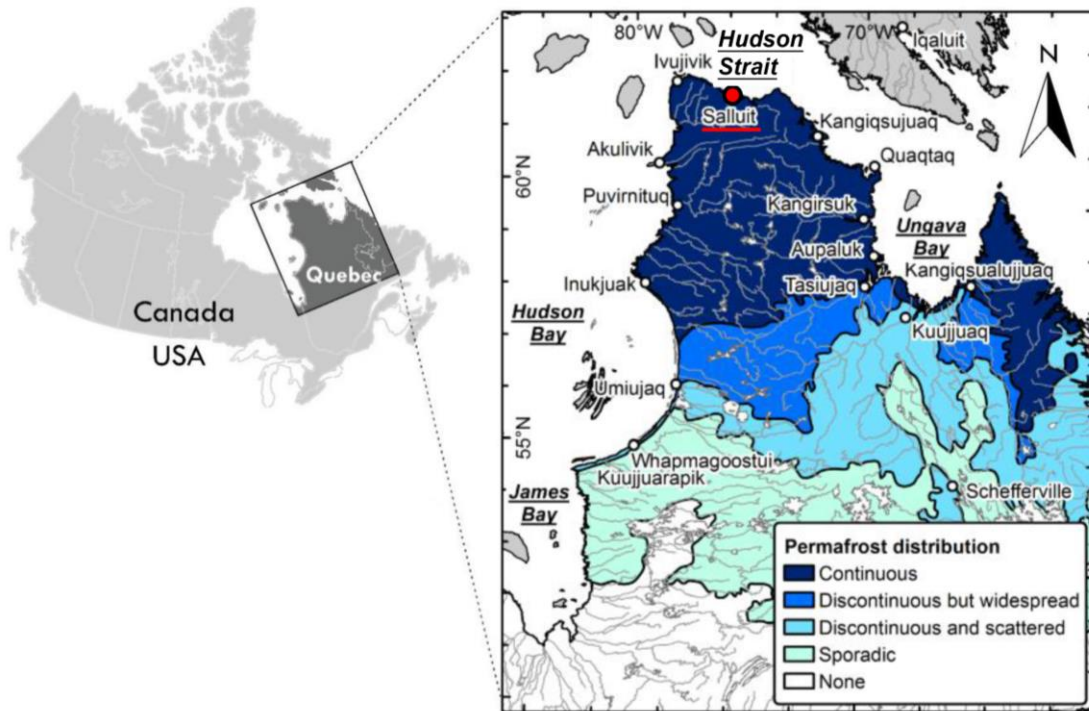 Canada
USA
Quebec
80°W
70°W
Hudson
Strait
Iqaluit
N
Ivujivik
Salluit
Kangiqsujuaq
Akulivik
Quaqtaq
60°N
Puvirnituq
Kangirsuk
Ungava
Bay
Aupaluk
Kangiqsualujjuaq
Tasiujaq
Inukjuak
Hudson
Bay
Kuujjuaq
Umiujaq
55°N
Whapmagoostui
Kuujjuarapik
James
Bay
Schefferville
Permafrost distribution
Continuous
Discontinuous but widespread
Discontinuous and scattered
Sporadic
None